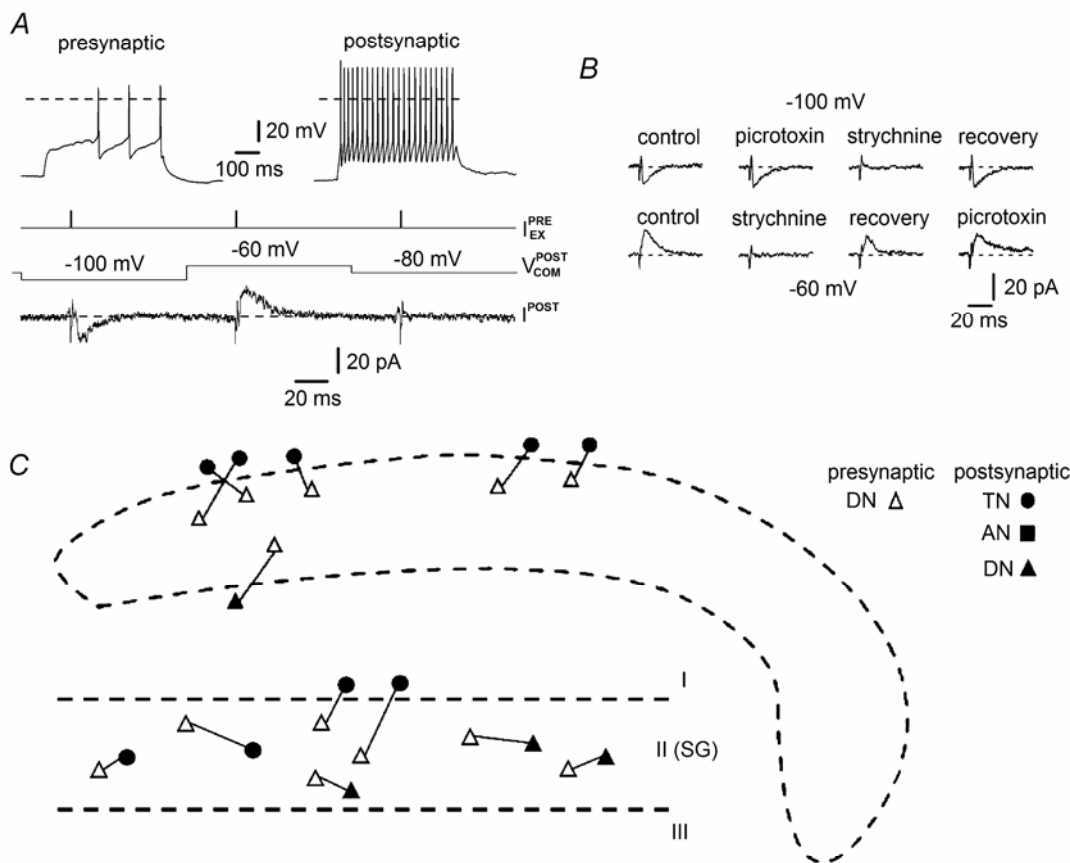 A
presynaptic
postsynaptic
20 mV
100 ms
I PRE EX
-100 mV
-60 mV
-80 mV
V POST COM
I POST
20 pA
20 ms
B
-100 mV
control picrotoxin strychnine recovery
control strychnine recovery picrotoxin
-60 mV
20 pA
20 ms
C
presynaptic postsynaptic
DN TN
AN
DN
I
II (SG)
III